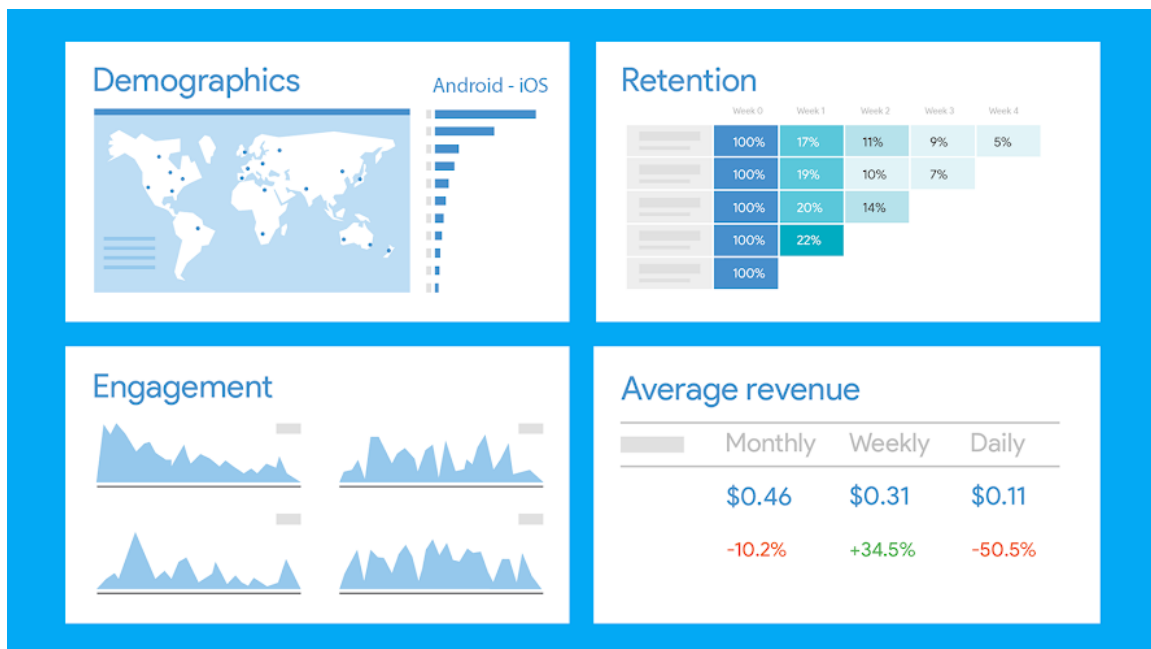 Demographics
Android - iOS
Retention
Week 0 Week 1 Week 2 Week 3 Week 4
100% 17% 11% 9% 5%
100% 19% 10% 7%
100% 20% 14%
100% 22%
100%
Engagement
Average revenue
Monthly Weekly Daily
$0.46 $0.31 $0.11
-10.2% +34.5% -50.5%